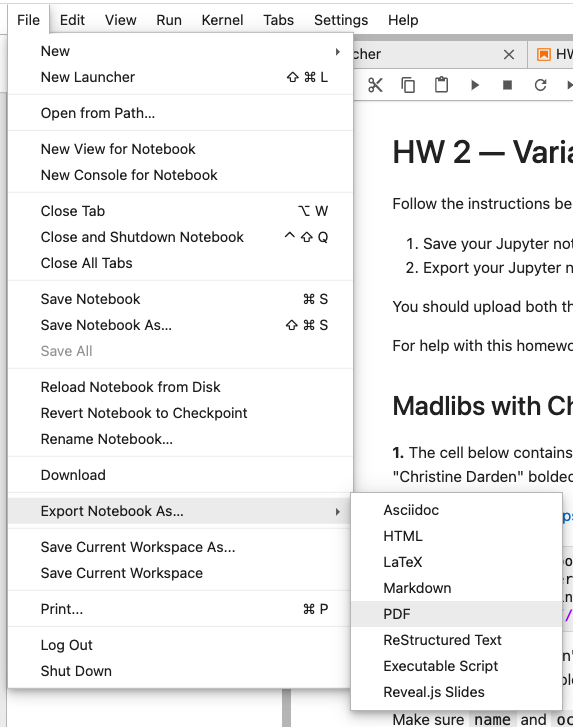 File Edit View Run Kernel Tabs Settings Help
New
New Launcher ⇧ ⌘ L
Open from Path...
New View for Notebook
New Console for Notebook
Close Tab ⌥ W
Close and Shutdown Notebook ^ ⇧ Q
Close All Tabs
Save Notebook ⌘ S
Save Notebook As... ⇧ ⌘ S
Save All
Reload Notebook from Disk
Revert Notebook to Checkpoint
Rename Notebook...
Download
Export Notebook As...
Save Current Workspace As...
Save Current Workspace
Print... ⌘ P
Log Out
Shut Down
Asciidoc
HTML
LaTeX
Markdown
PDF
ReStructured Text
Executable Script
Reveal.js Slides
cher HW
HW 2 — Varia
Follow the instructions be
1. Save your Jupyter not
2. Export your Jupyter n
You should upload both th
For help with this homewo
Madlibs with Ch
1. The cell below contains
"Christine Darden" bolded
Make sure name and oc